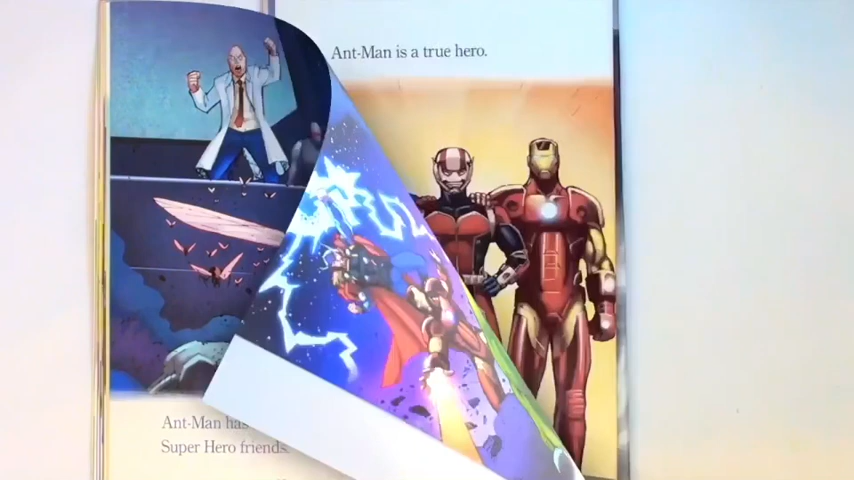 Ant-Man is a true hero.
Ant-Man has
Super Hero friends.